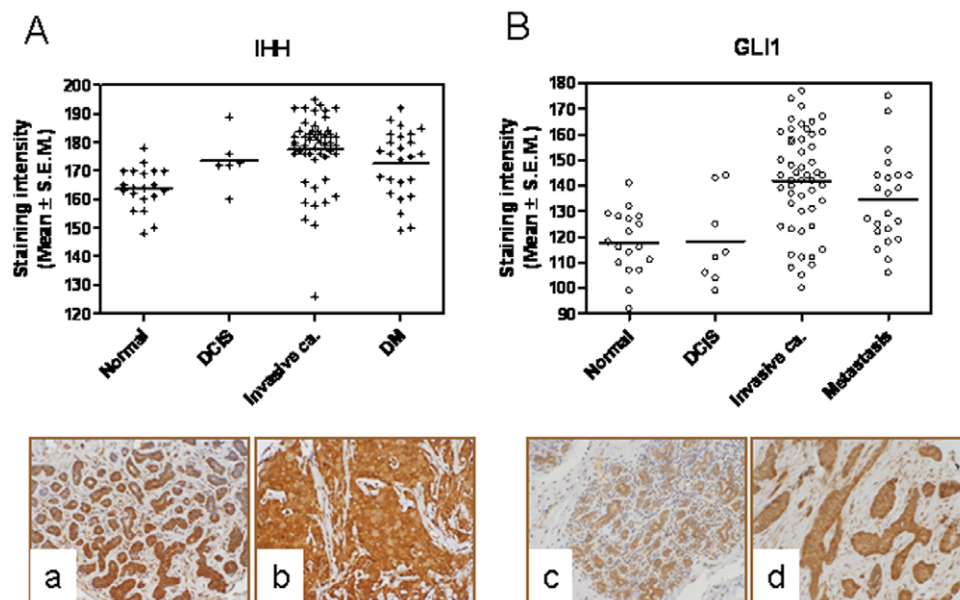 A
IHH
Staining intensity
(Mean ± S.E.M.)
200
190
180
170
160
150
140
130
120
Normal
DCIS
Invasive ca.
DM
B
GLI1
Staining intensity
(Mean ± S.E.M.)
180
170
160
150
140
130
120
110
100
90
Normal
DCIS
Invasive ca.
Metastasis
a
b
c
d